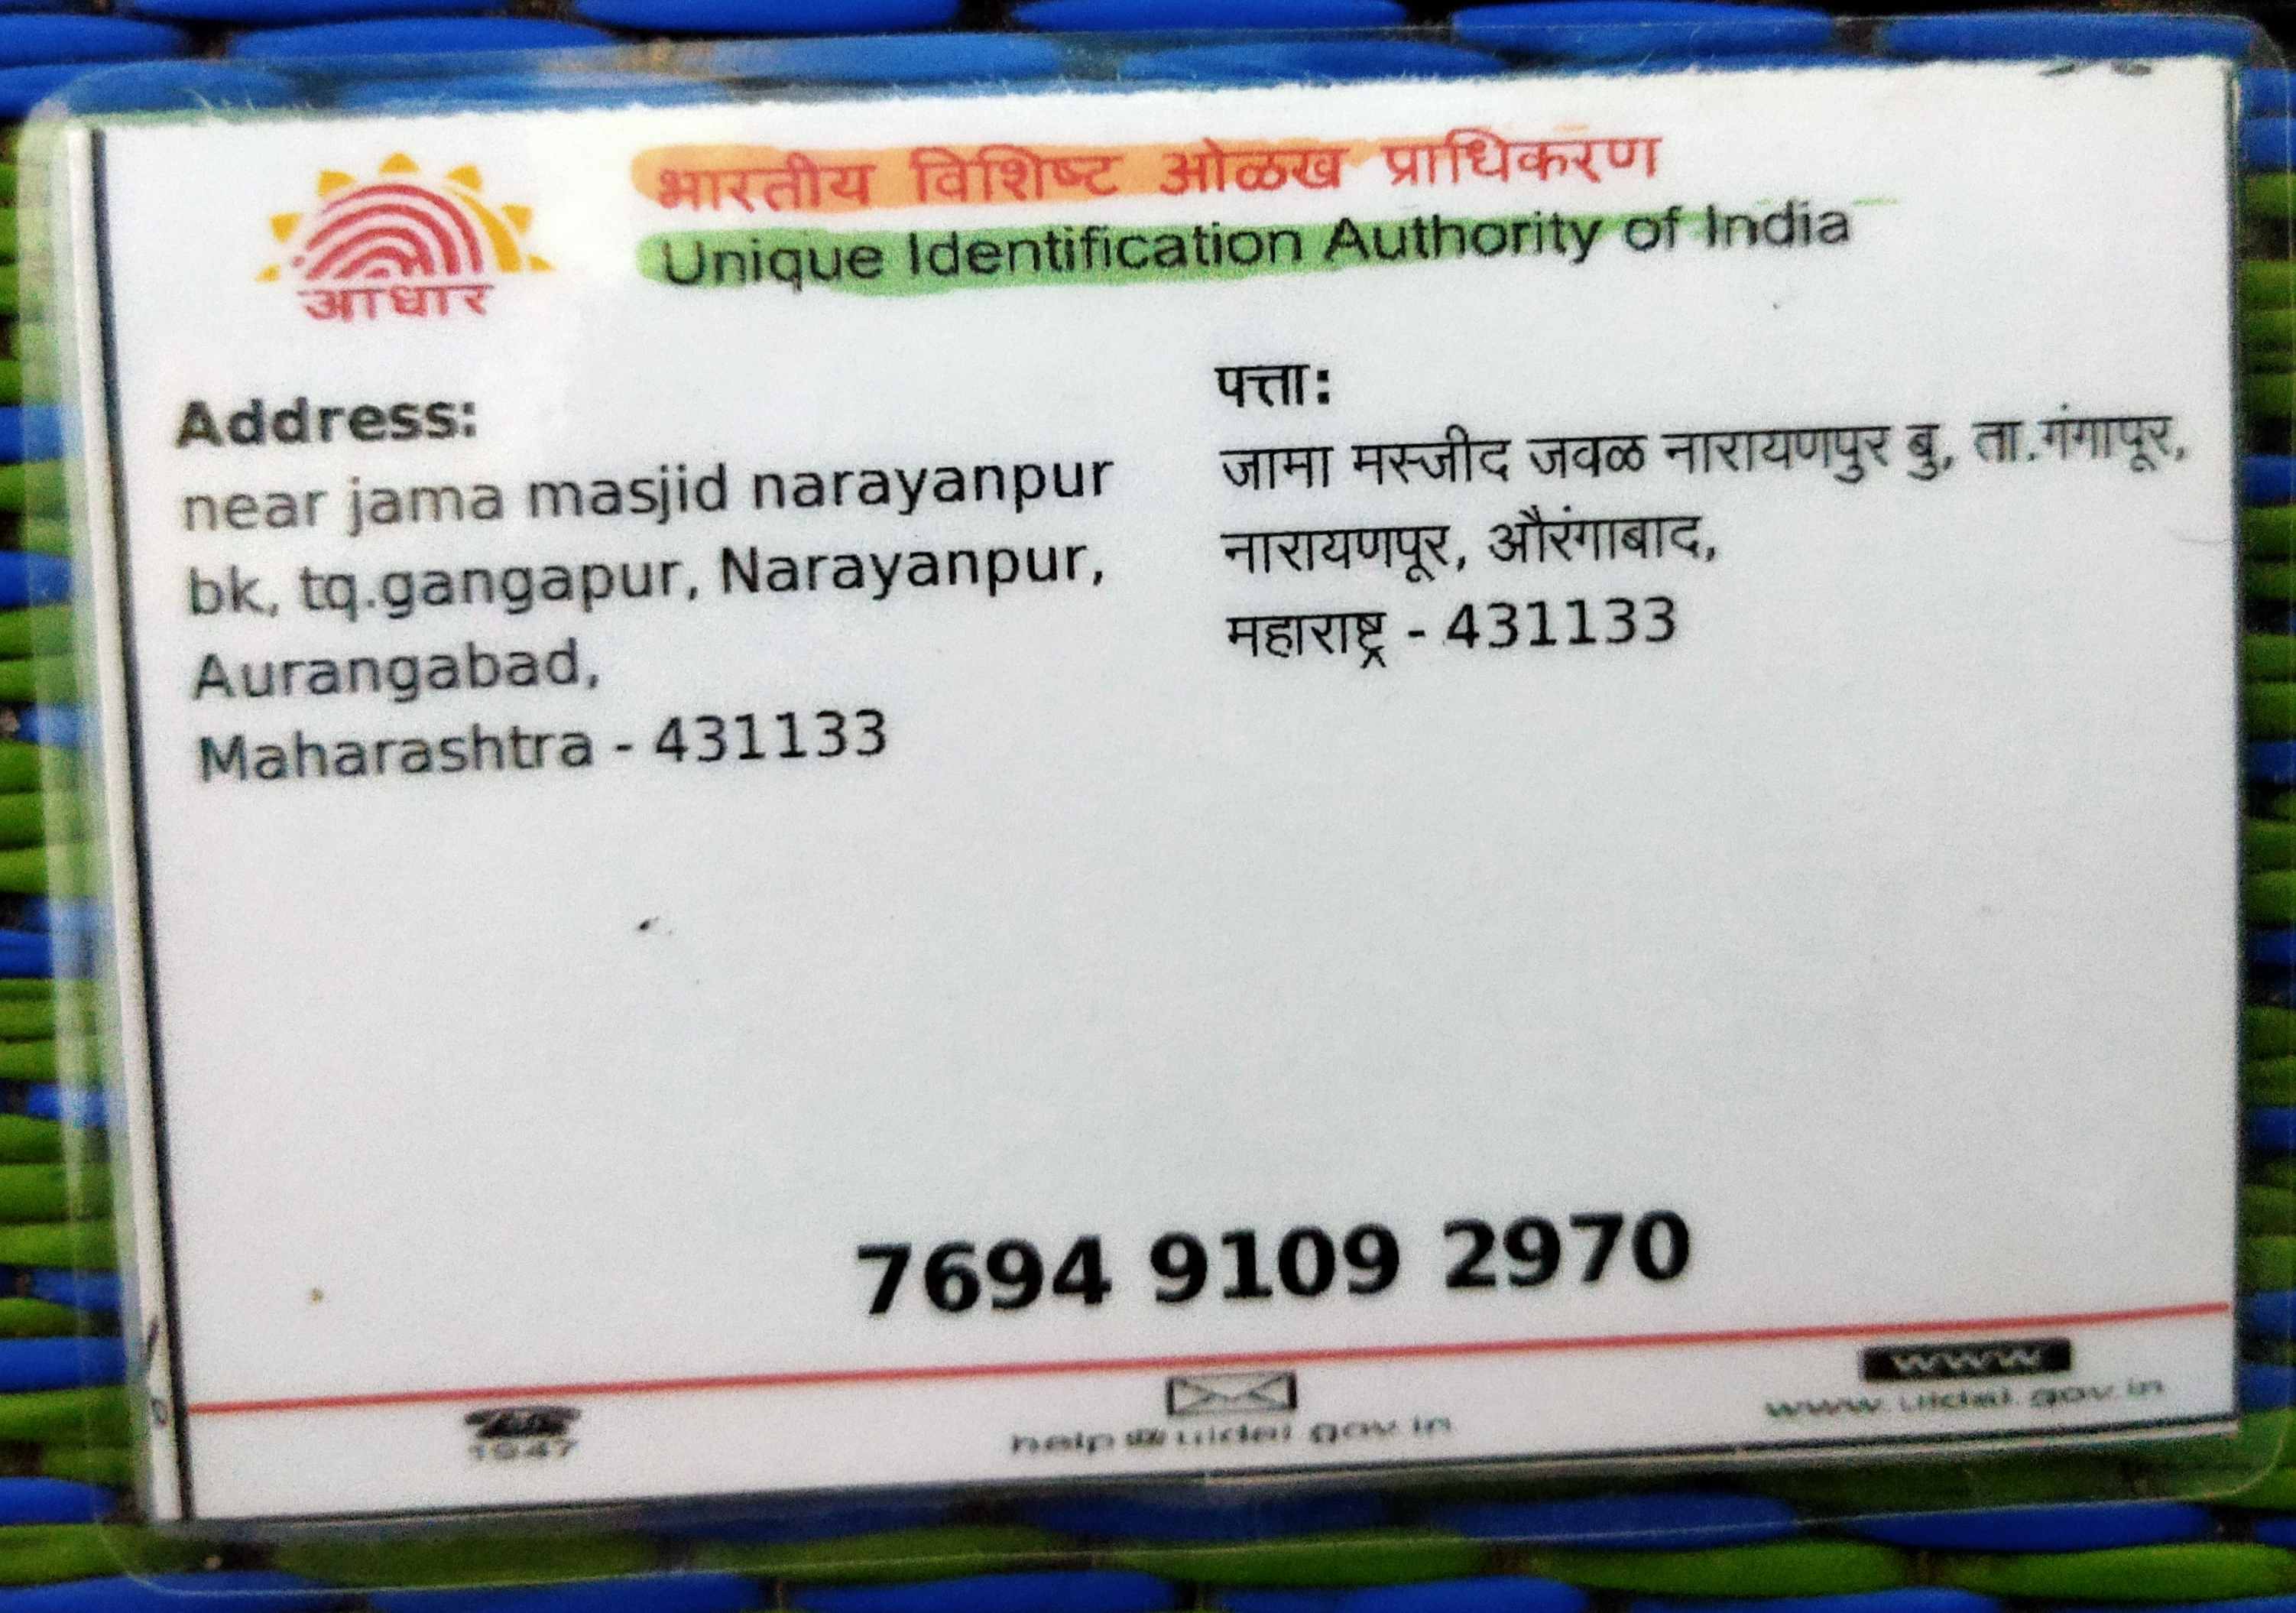 भारतीय विशिष्ट ओळख प्राधिकरण
Unique Identification Authority of India
आधार
Address:
near jama masjid narayanpur
bk, tq.gangapur, Narayanpur,
Aurangabad,
Maharashtra - 431133
पत्ता:
जामा मस्जीद जवळ नारायणपुर बु, ता.गंगापूर,
नारायणपूर, औरंगाबाद,
महाराष्ट्र - 431133
7694 9109 2970
1947
help@uidai.gov.in
www
www.uidai.gov.in